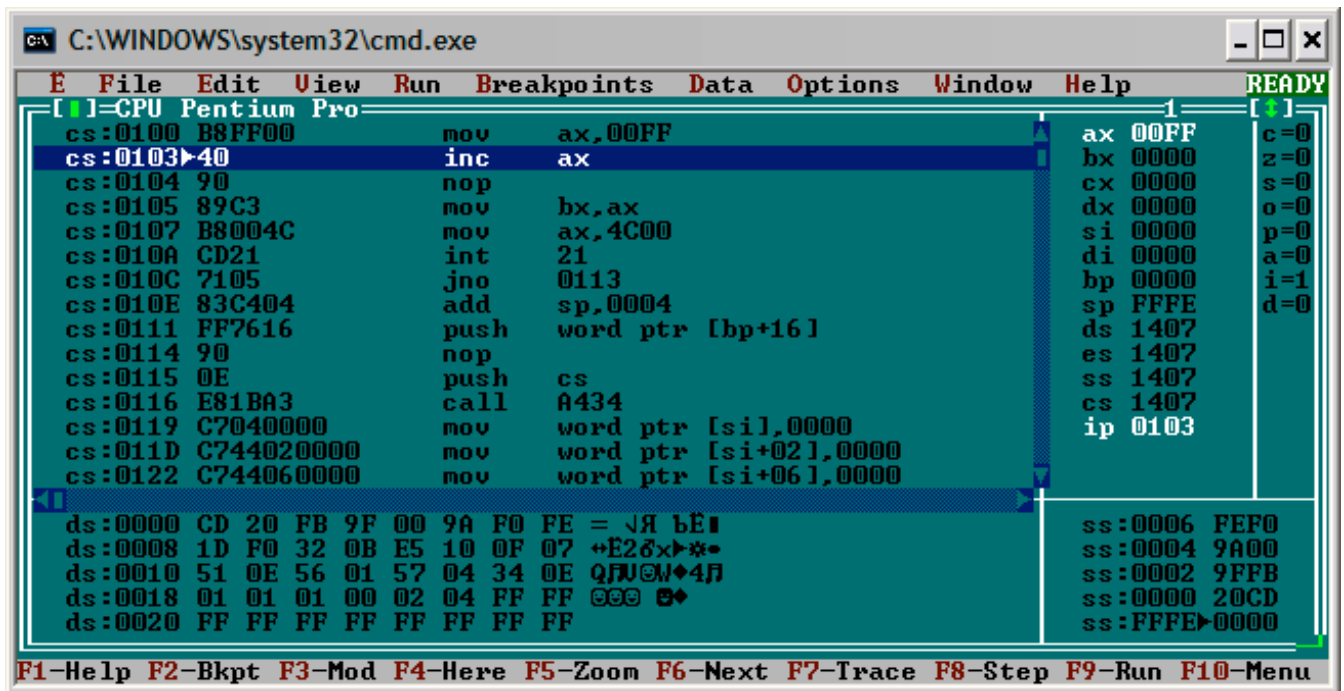 C:\WINDOWS\system32\cmd.exe
Ё File Edit View Run Breakpoints Data Options Window Help READY
[▮]=CPU Pentium Pro 1 [↕]
cs:0100 B8FF00 mov ax,00FF ax 00FF c=0
cs:0103►40 inc ax bx 0000 z=0
cs:0104 90 nop cx 0000 s=0
cs:0105 89C3 mov bx,ax dx 0000 o=0
cs:0107 B8004C mov ax,4C00 si 0000 p=0
cs:010A CD21 int 21 di 0000 a=0
cs:010C 7105 jno 0113 bp 0000 i=1
cs:010E 83C404 add sp,0004 sp FFFE d=0
cs:0111 FF7616 push word ptr [bp+16] ds 1407
cs:0114 90 nop es 1407
cs:0115 0E push cs ss 1407
cs:0116 E81BA3 call A434 cs 1407
cs:0119 C7040000 mov word ptr [si],0000 ip 0103
cs:011D C744020000 mov word ptr [si+02],0000
cs:0122 C744060000 mov word ptr [si+06],0000
ds:0000 CD 20 FB 9F 00 9A F0 FE = √Я ЪЁ■ ss:0006 FEF0
ds:0008 1D F0 32 0B E5 10 0F 07 ↔Ё2♂х►☼• ss:0004 9A00
ds:0010 51 0E 56 01 57 04 34 0E Q♫V☺W♦4♫ ss:0002 9FFB
ds:0018 01 01 01 00 02 04 FF FF ☺☺☺ ☻♦ ss:0000 20CD
ds:0020 FF FF FF FF FF FF FF FF ss:FFFE►0000
F1-Help F2-Bkpt F3-Mod F4-Here F5-Zoom F6-Next F7-Trace F8-Step F9-Run F10-Menu